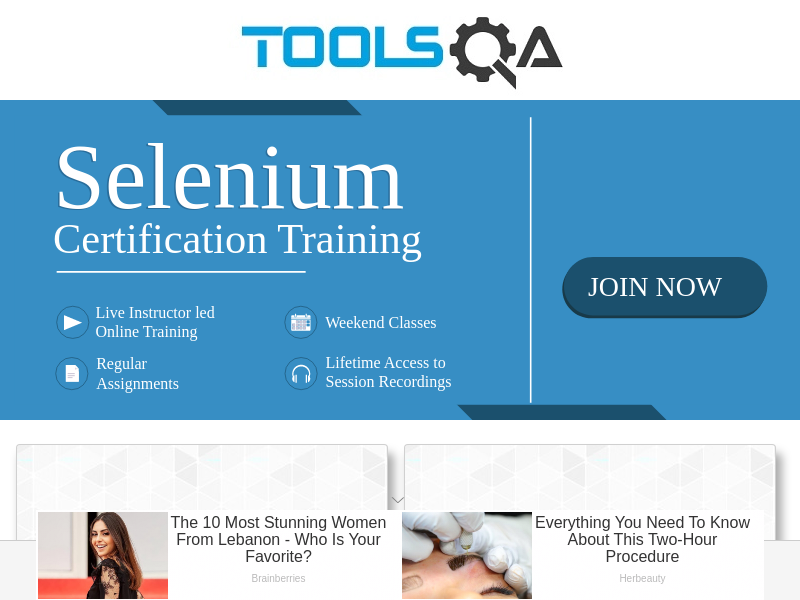 TOOLSQA
Selenium
Certification Training
JOIN NOW
Live Instructor led
Online Training
Weekend Classes
Regular
Assignments
Lifetime Access to
Session Recordings
The 10 Most Stunning Women
From Lebanon - Who Is Your
Favorite?
Brainberries
Everything You Need To Know
About This Two-Hour
Procedure
Herbeauty